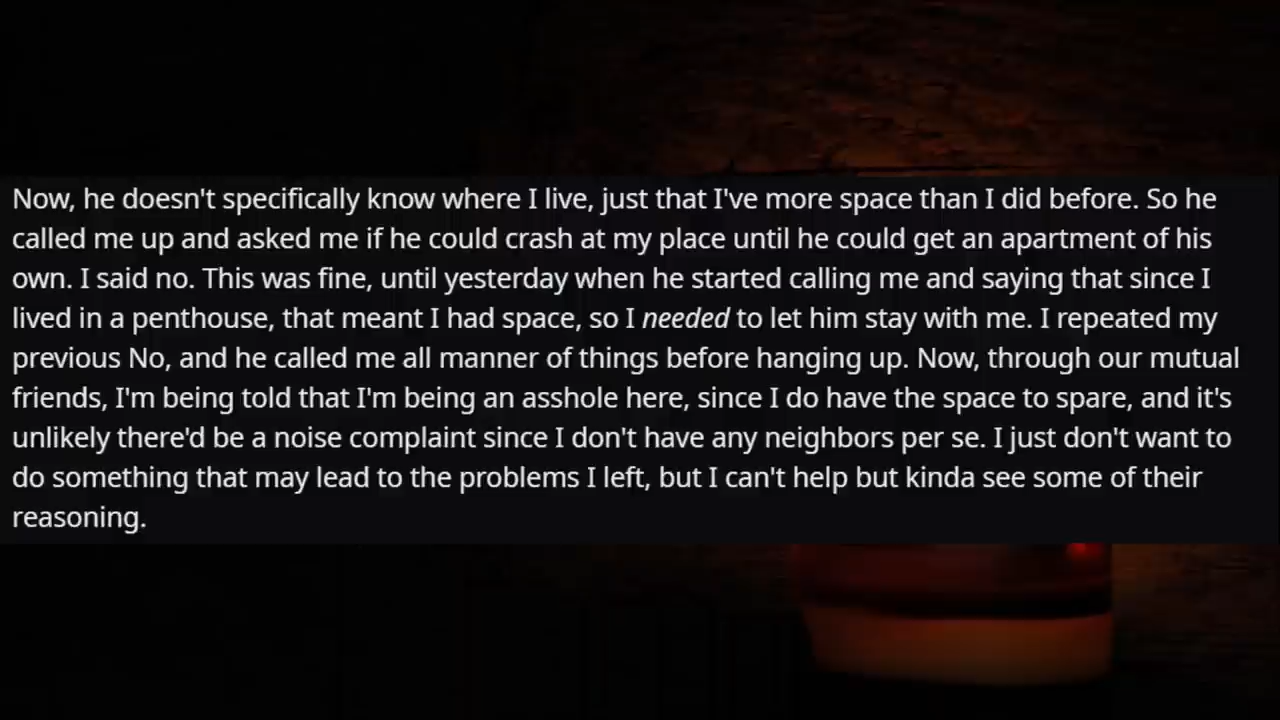 Now, he doesn't specifically know where I live, just that I've more space than I did before. So he
called me up and asked me if he could crash at my place until he could get an apartment of his
own. I said no. This was fine, until yesterday when he started calling me and saying that since I
lived in a penthouse, that meant I had space, so I needed to let him stay with me. I repeated my
previous No, and he called me all manner of things before hanging up. Now, through our mutual
friends, I'm being told that I'm being an asshole here, since I do have the space to spare, and it's
unlikely there'd be a noise complaint since I don't have any neighbors per se. I just don't want to
do something that may lead to the problems I left, but I can't help but kinda see some of their
reasoning.